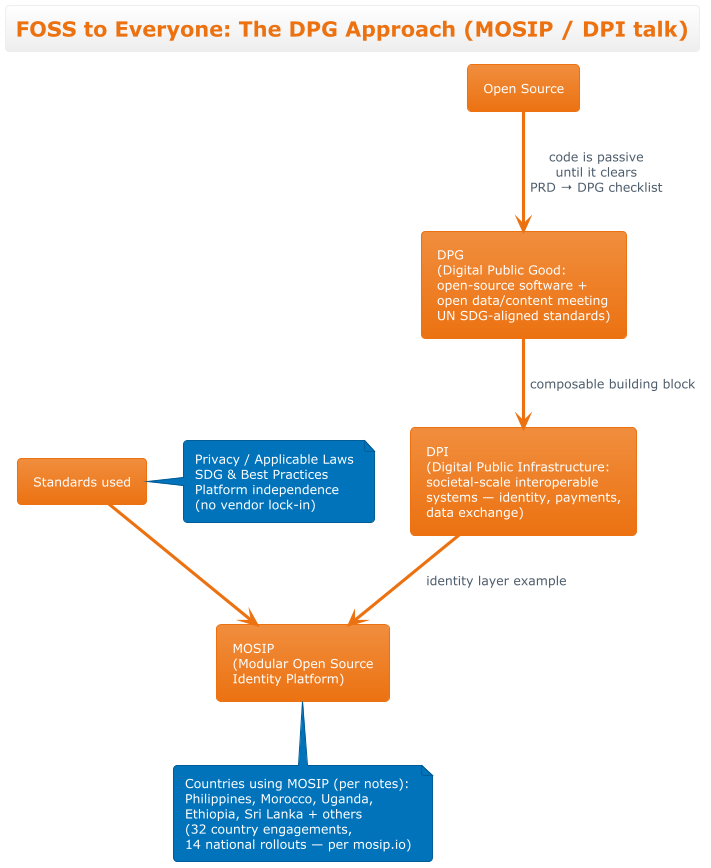 FOSS to Everyone: The DPG Approach (MOSIP / DPI talk)
Open Source
code is passive
until it clears
PRD → DPG checklist
DPG
(Digital Public Good:
open-source software +
open data/content meeting
UN SDG-aligned standards)
composable building block
DPI
(Digital Public Infrastructure:
societal-scale interoperable
systems — identity, payments,
data exchange)
Standards used
Privacy / Applicable Laws
SDG & Best Practices
Platform independence
(no vendor lock-in)
identity layer example
MOSIP
(Modular Open Source
Identity Platform)
Countries using MOSIP (per notes):
Philippines, Morocco, Uganda,
Ethiopia, Sri Lanka + others
(32 country engagements,
14 national rollouts — per mosip.io)